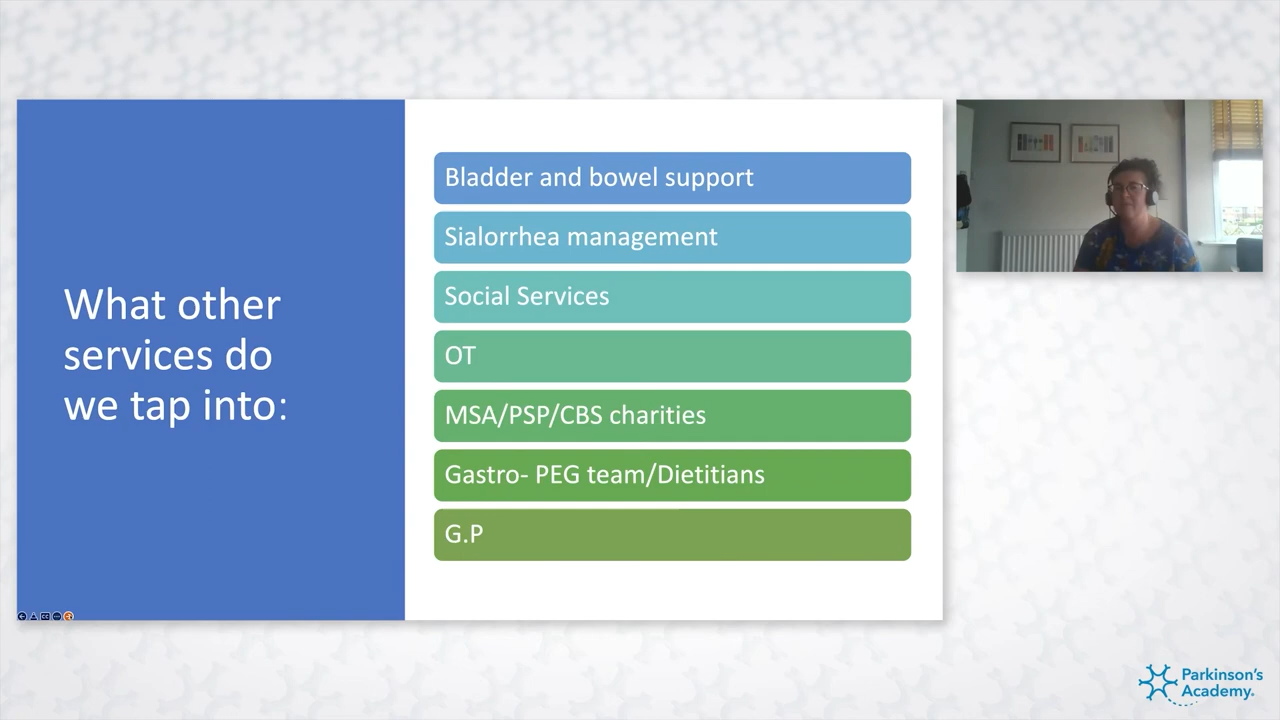 What other
services do
we tap into:
Bladder and bowel support
Sialorrhea management
Social Services
OT
MSA/PSP/CBS charities
Gastro- PEG team/Dietitians
G.P
Parkinson's
Academy.